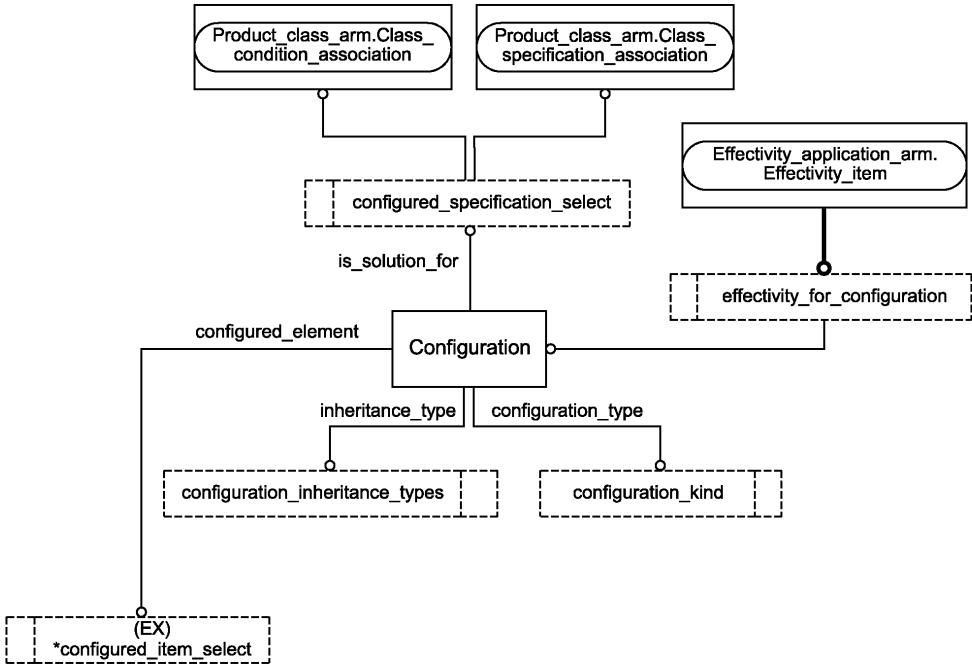 Product_class_arm.Class_
condition_association
Product_class_arm.Class_
specification_association
Effectivity_application_arm.
Effectivity_item
configured_specification_select
is_solution_for
effectivity_for_configuration
configured_element
Configuration
inheritance_type
configuration_type
configuration_inheritance_types
configuration_kind
(EX)
*configured_item_select